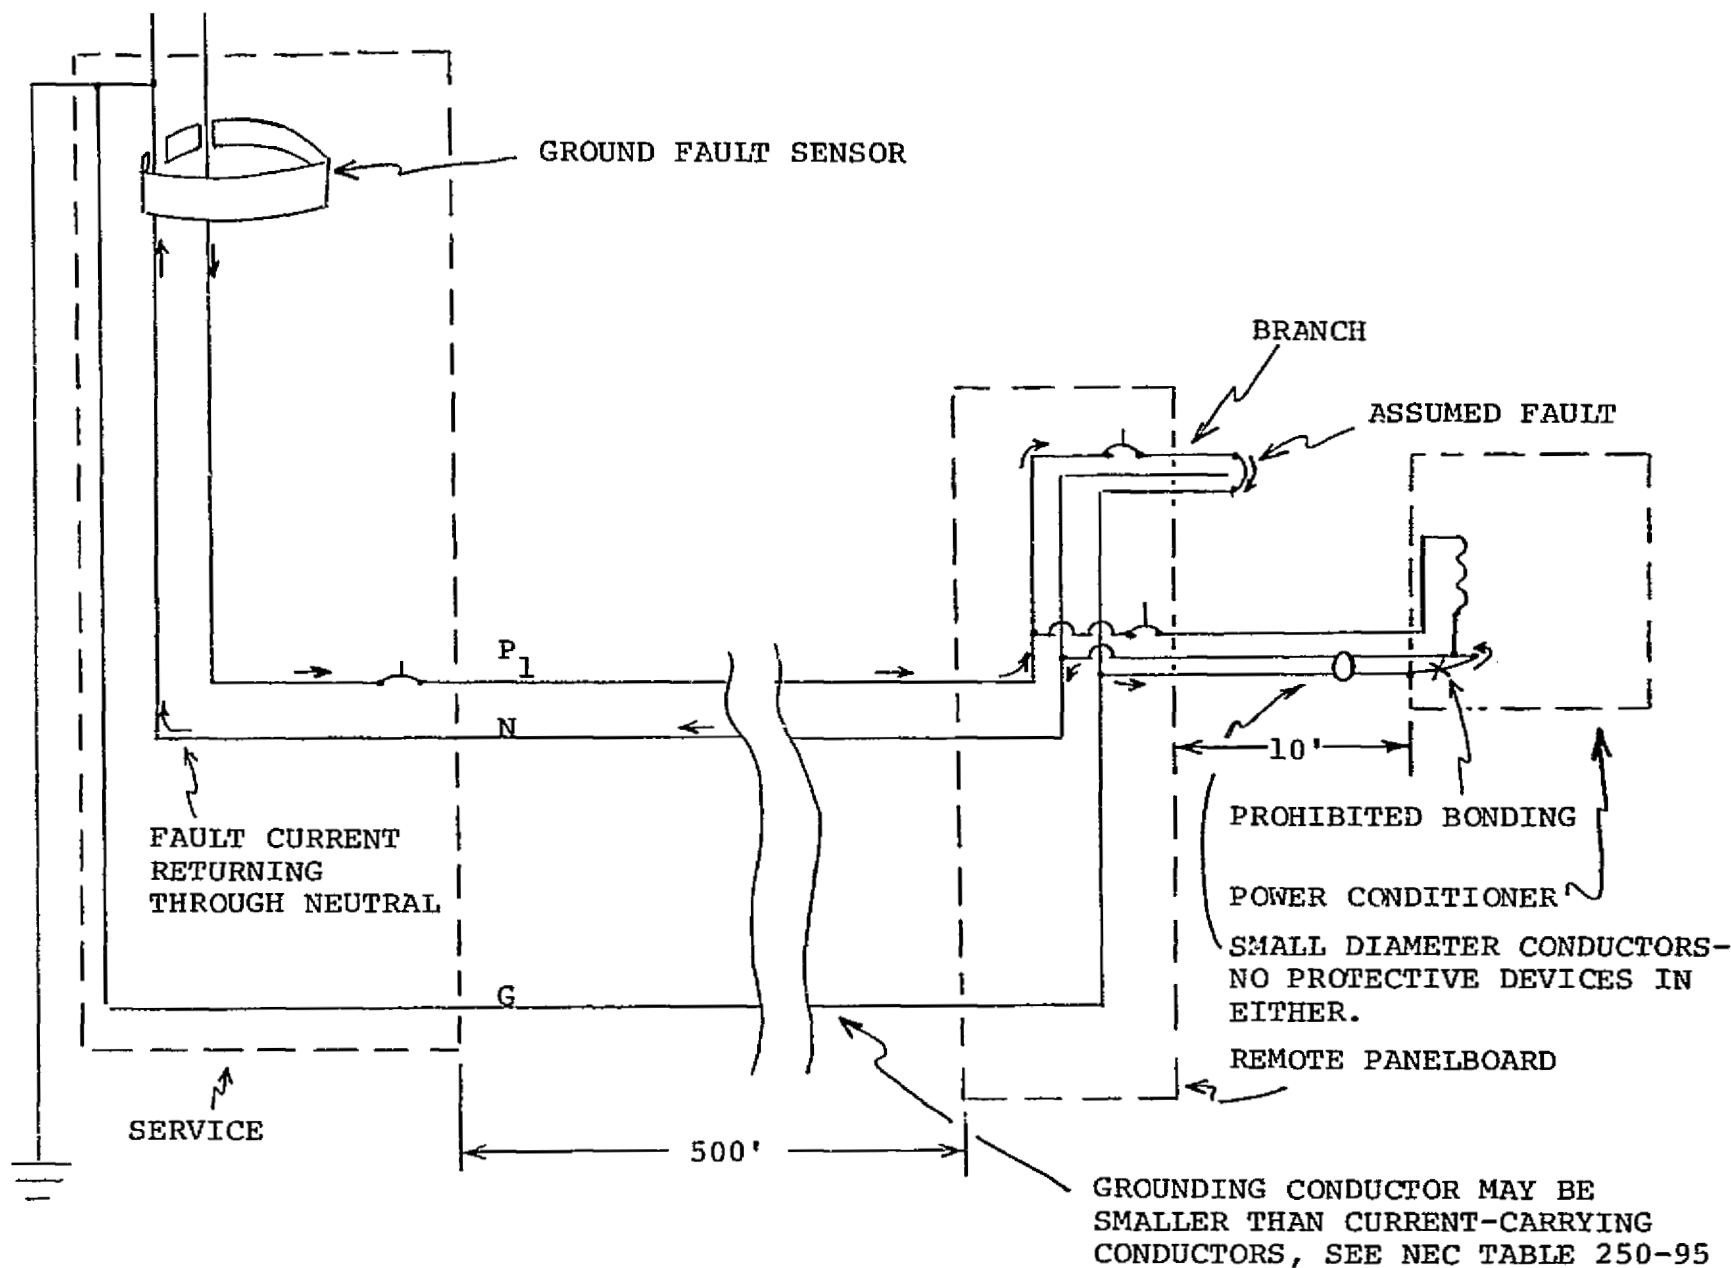 GROUND FAULT SENSOR
BRANCH
ASSUMED FAULT
P1
N
10'
FAULT CURRENT
RETURNING
THROUGH NEUTRAL
PROHIBITED BONDING
POWER CONDITIONER
SMALL DIAMETER CONDUCTORS-
NO PROTECTIVE DEVICES IN
EITHER.
G
REMOTE PANELBOARD
SERVICE
500'
GROUNDING CONDUCTOR MAY BE
SMALLER THAN CURRENT-CARRYING
CONDUCTORS, SEE NEC TABLE 250-95